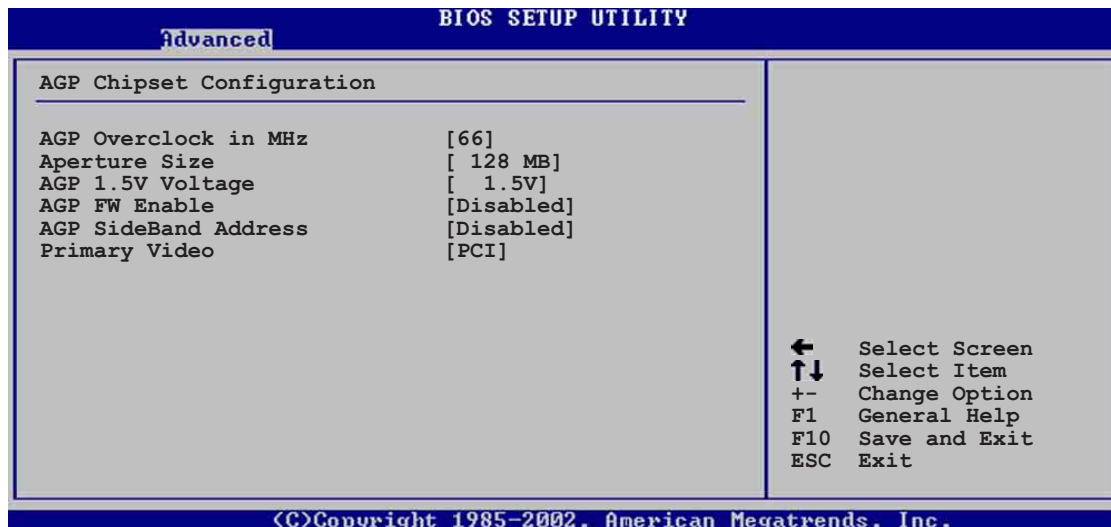 BIOS SETUP UTILITY
Advanced
AGP Chipset Configuration
AGP Overclock in MHz [66]
Aperture Size [ 128 MB]
AGP 1.5V Voltage [ 1.5V]
AGP FW Enable [Disabled]
AGP SideBand Address [Disabled]
Primary Video [PCI]
← Select Screen
↑↓ Select Item
+- Change Option
F1 General Help
F10 Save and Exit
ESC Exit
(C)Copyright 1985-2002, American Megatrends, Inc.